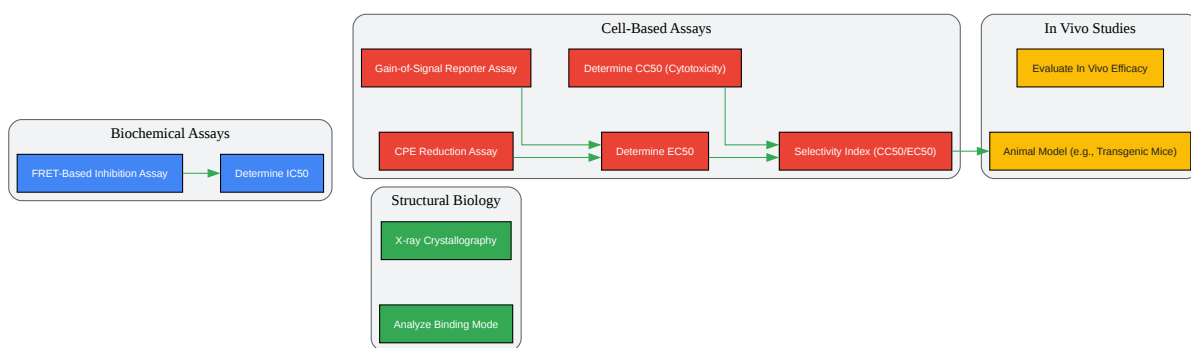 Biochemical Assays
FRET-Based Inhibition Assay
Determine IC50
Cell-Based Assays
Gain-of-Signal Reporter Assay
Determine CC50 (Cytotoxicity)
CPE Reduction Assay
Determine EC50
Selectivity Index (CC50/EC50)
In Vivo Studies
Evaluate In Vivo Efficacy
Animal Model (e.g., Transgenic Mice)
Structural Biology
X-ray Crystallography
Analyze Binding Mode